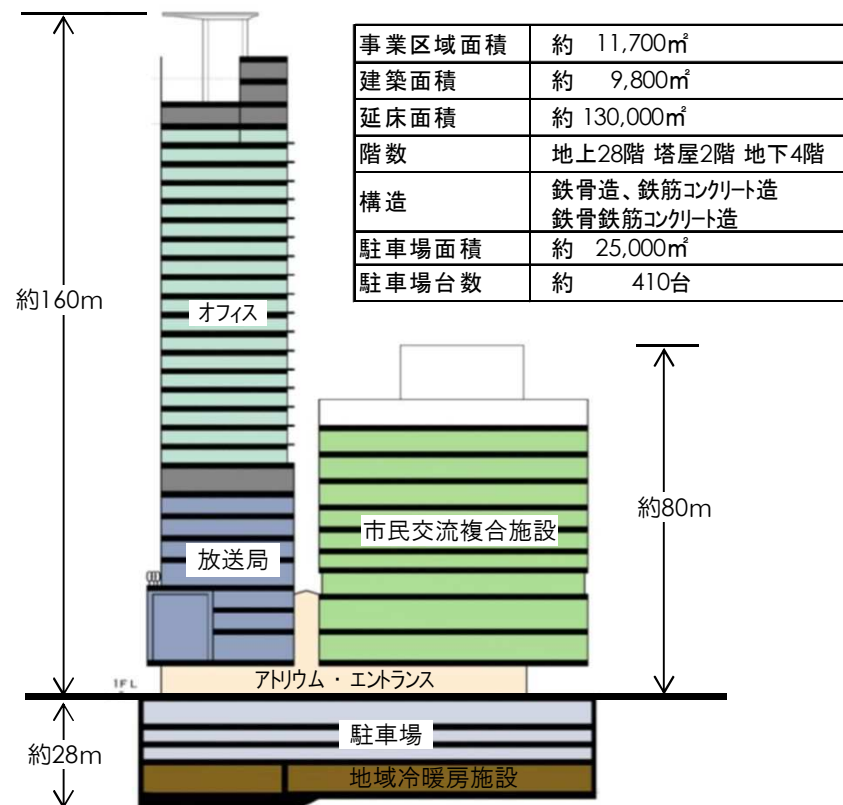 事業区域面積 約 11,700㎡
建築面積 約 9,800㎡
延床面積 約 130,000㎡
階数 地上28階 塔屋2階 地下4階
構造 鉄骨造、鉄筋コンクリート造
鉄骨鉄筋コンクリート造
駐車場面積 約 25,000㎡
駐車場台数 約 410台
約160m
オフィス
約80m
市民交流複合施設
放送局
アトリウム・エントランス
1FL
駐車場
約28m
地域冷暖房施設